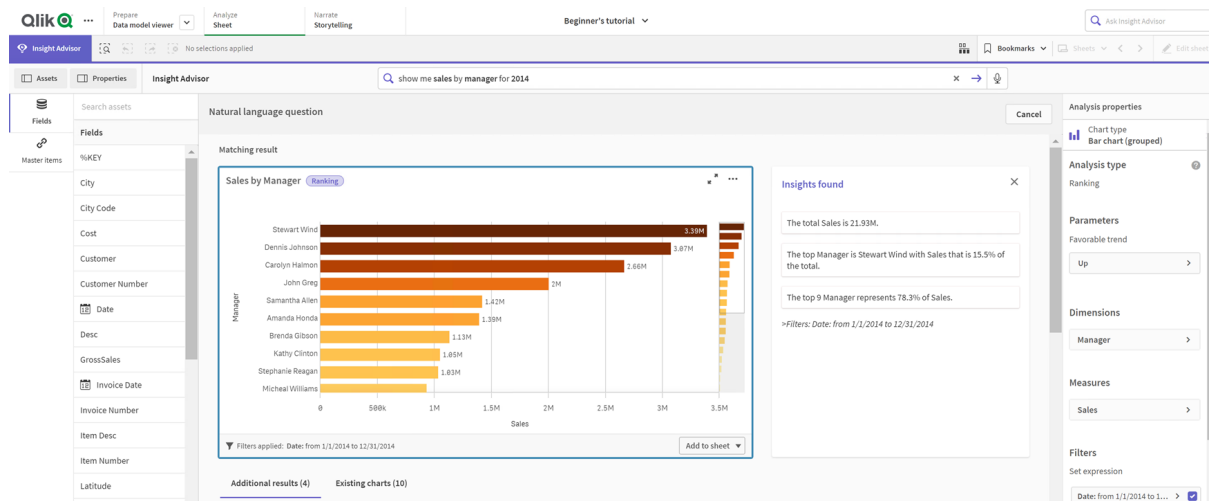 Qlik
Prepare
Data model viewer
Analyze
Sheet
Narrate
Storytelling
Beginner's tutorial
Ask Insight Advisor
Insight Advisor
No selections applied
Bookmarks
Sheets
Edit sheet
Assets
Properties
Insight Advisor
show me sales by manager for 2014
Fields
Master items
Search assets
Fields
%KEY
City
City Code
Cost
Customer
Customer Number
Date
Desc
GrossSales
Invoice Date
Invoice Number
Item Desc
Item Number
Latitude
Natural language question
Cancel
Matching result
Sales by Manager Ranking
Manager
Stewart Wind 3.39M
Dennis Johnson 3.07M
Carolyn Halmon 2.66M
John Greg 2M
Samantha Allen 1.42M
Amanda Honda 1.39M
Brenda Gibson 1.13M
Kathy Clinton 1.05M
Stephanie Reagan 1.03M
Micheal Williams
0 500k 1M 1.5M 2M 2.5M 3M 3.5M
Sales
Filters applied: Date: from 1/1/2014 to 12/31/2014
Add to sheet
Additional results (4)
Existing charts (10)
Insights found
The total Sales is 21.93M.
The top Manager is Stewart Wind with Sales that is 15.5% of
the total.
The top 9 Manager represents 78.3% of Sales.
>Filters: Date: from 1/1/2014 to 12/31/2014
Analysis properties
Chart type
Bar chart (grouped)
Analysis type
Ranking
Parameters
Favorable trend
Up
Dimensions
Manager
Measures
Sales
Filters
Set expression
Date: from 1/1/2014 to 1...